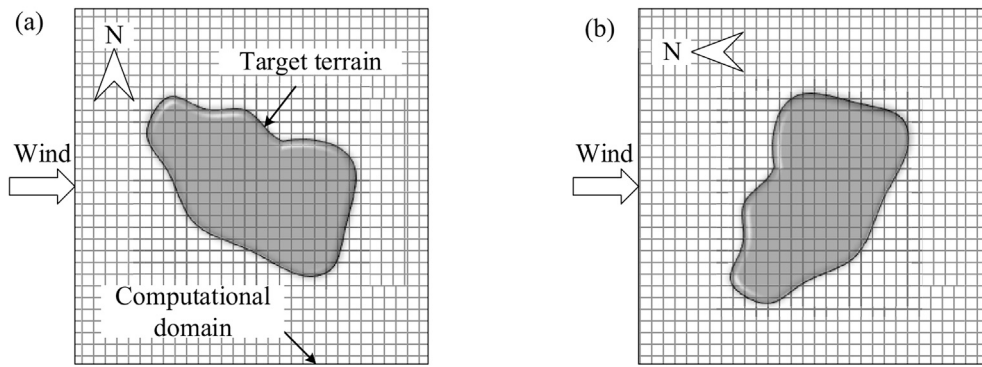 (a)
N
Target terrain
Wind
Computational
domain
(b)
N
Wind